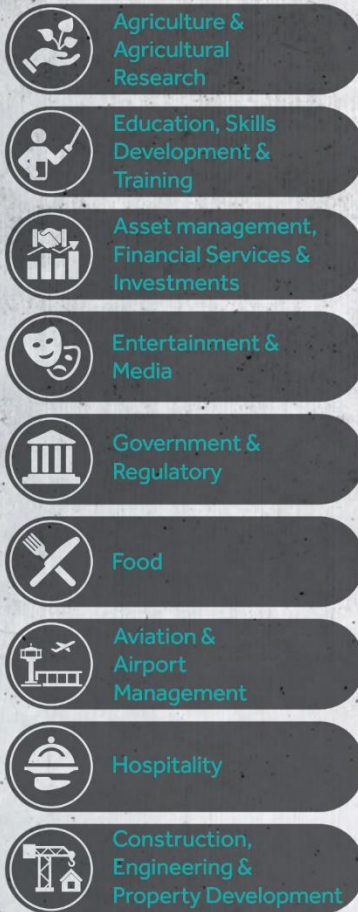 Agriculture &
Agricultural
Research
Education, Skills
Development &
Training
Asset management,
Financial Services &
Investments
Entertainment &
Media
Government &
Regulatory
Food
Aviation &
Airport
Management
Hospitality
Construction,
Engineering &
Property Development